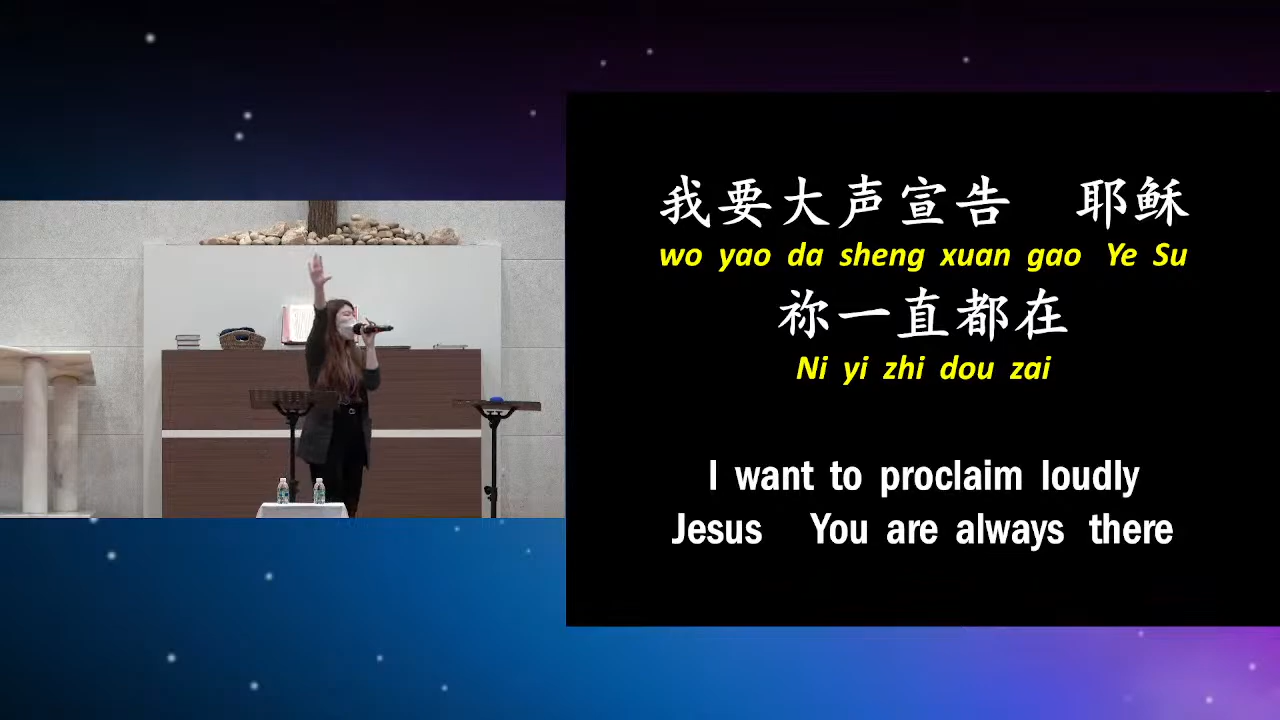 我要大声宣告 耶稣
wo yao da sheng xuan gao Ye Su
祢一直都在
Ni yi zhi dou zai
I want to proclaim loudly
Jesus You are always there